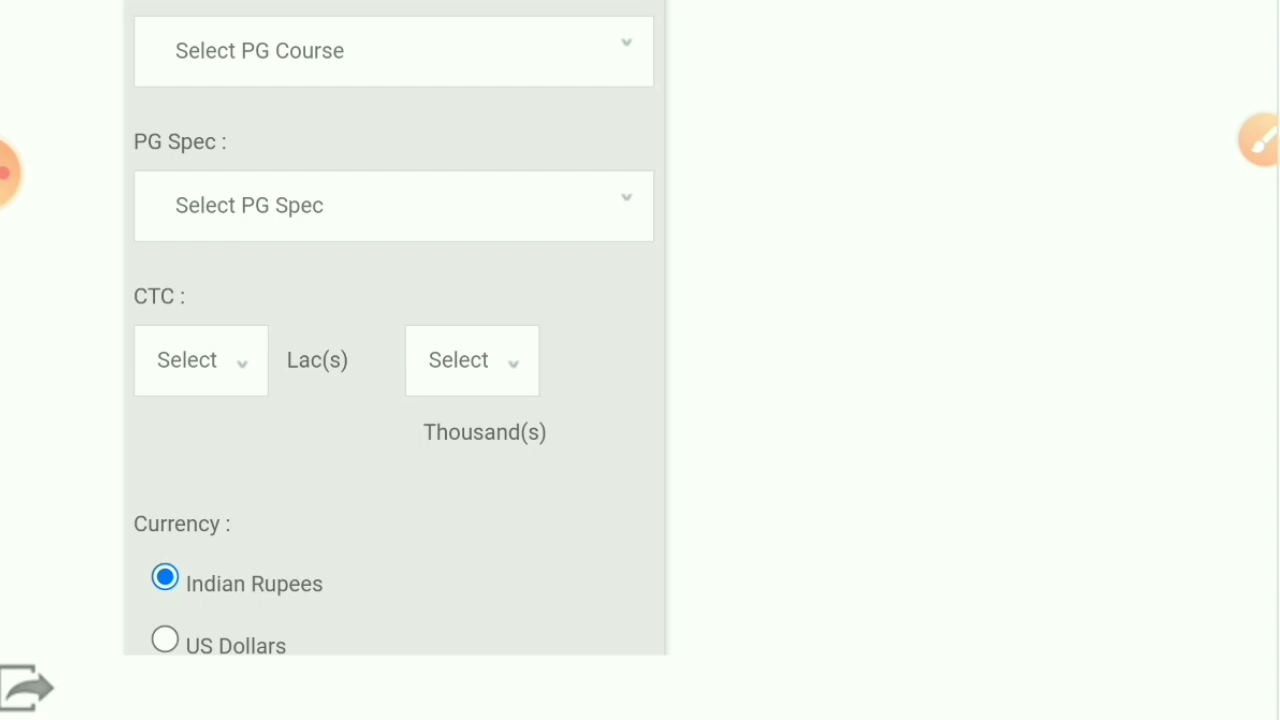 Select PG Course
PG Spec :
Select PG Spec
CTC :
Select Lac(s) Select
Thousand(s)
Currency :
Indian Rupees
US Dollars